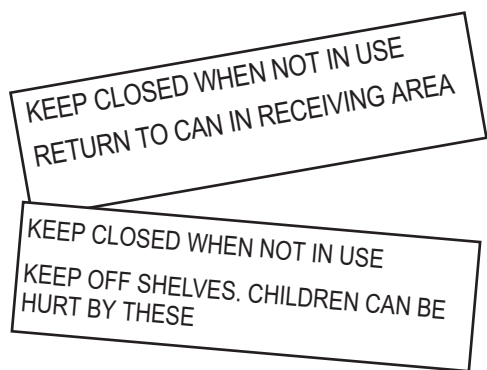 KEEP CLOSED WHEN NOT IN USE
RETURN TO CAN IN RECEIVING AREA
KEEP CLOSED WHEN NOT IN USE
KEEP OFF SHELVES. CHILDREN CAN BE
HURT BY THESE